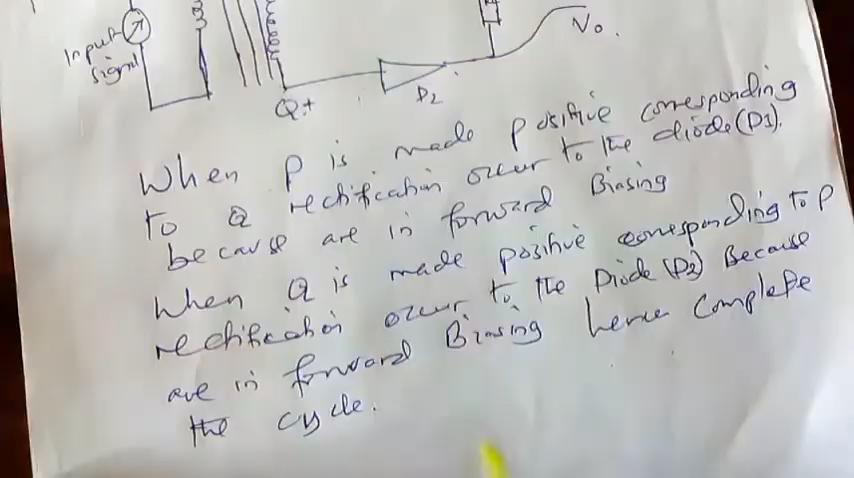 Input
signal
Q+
D2
Vo.
When P is made positive corresponding
to Q rectification occur to the diode (D1).
because are in forward Biasing
When Q is made positive corresponding to P
rectification occur to the Diode (D2) Because
are in forward Biasing hence complete
the cycle.